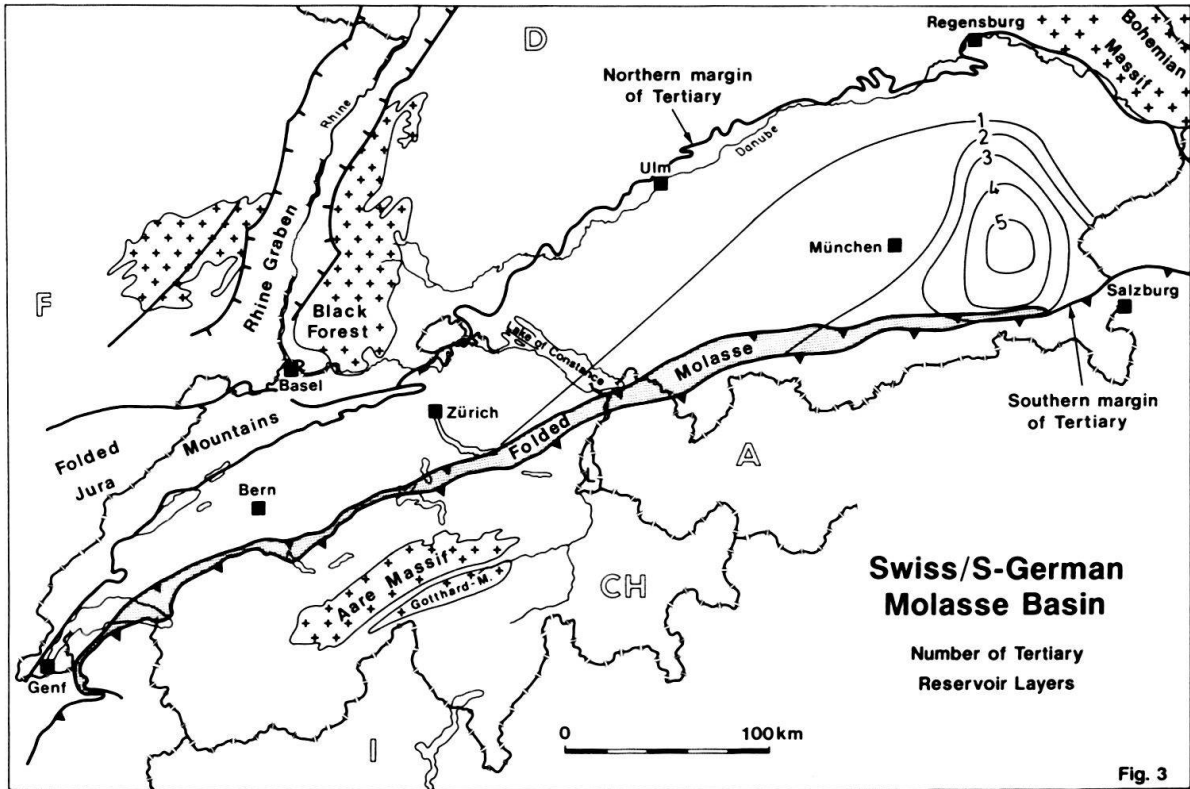 Regensburg
Bohemian
Massif
D
Northern margin
of Tertiary
Rhine
Danube
Ulm
1
2
3
4
5
München
Salzburg
Rhine Graben
F
Black
Forest
Lake of Constance
Basel
Molasse
Folded
Southern margin
of Tertiary
Zürich
Mountains
Folded
Jura
A
Bern
Aare Massif
Gotthard-M.
CH
Swiss/S-German
Molasse Basin
Number of Tertiary
Reservoir Layers
Genf
I
0 100 km
Fig. 3